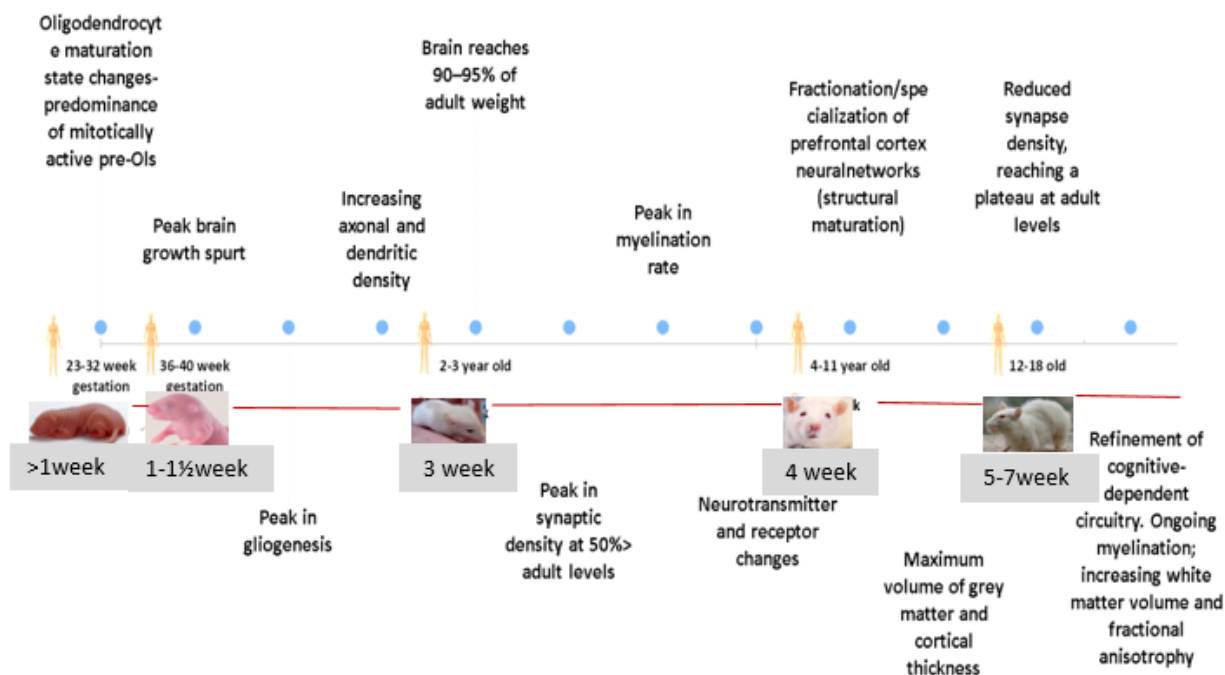 Oligodendrocyt
e maturation
state changes-
predominance
of mitotically
active pre-Ols
Peak brain
growth spurt
Increasing
axonal and
dendritic
density
Brain reaches
90–95% of
adult weight
Peak in
myelination
rate
Fractionation/spe
cialization of
prefrontal cortex
neuralnetworks
(structural
maturation)
Reduced
synapse
density,
reaching a
plateau at adult
levels
23-32 week
gestation
36-40 week
gestation
2-3 year old
4-11 year old
12-18 old
k
>1week
1-1½week
3 week
4 week
5-7week
Peak in
gliogenesis
Peak in
synaptic
density at 50%>
adult levels
Neurotransmitter
and receptor
changes
Maximum
volume of grey
matter and
cortical
thickness
Refinement of
cognitive-
dependent
circuitry. Ongoing
myelination;
increasing white
matter volume and
fractional
anisotropy